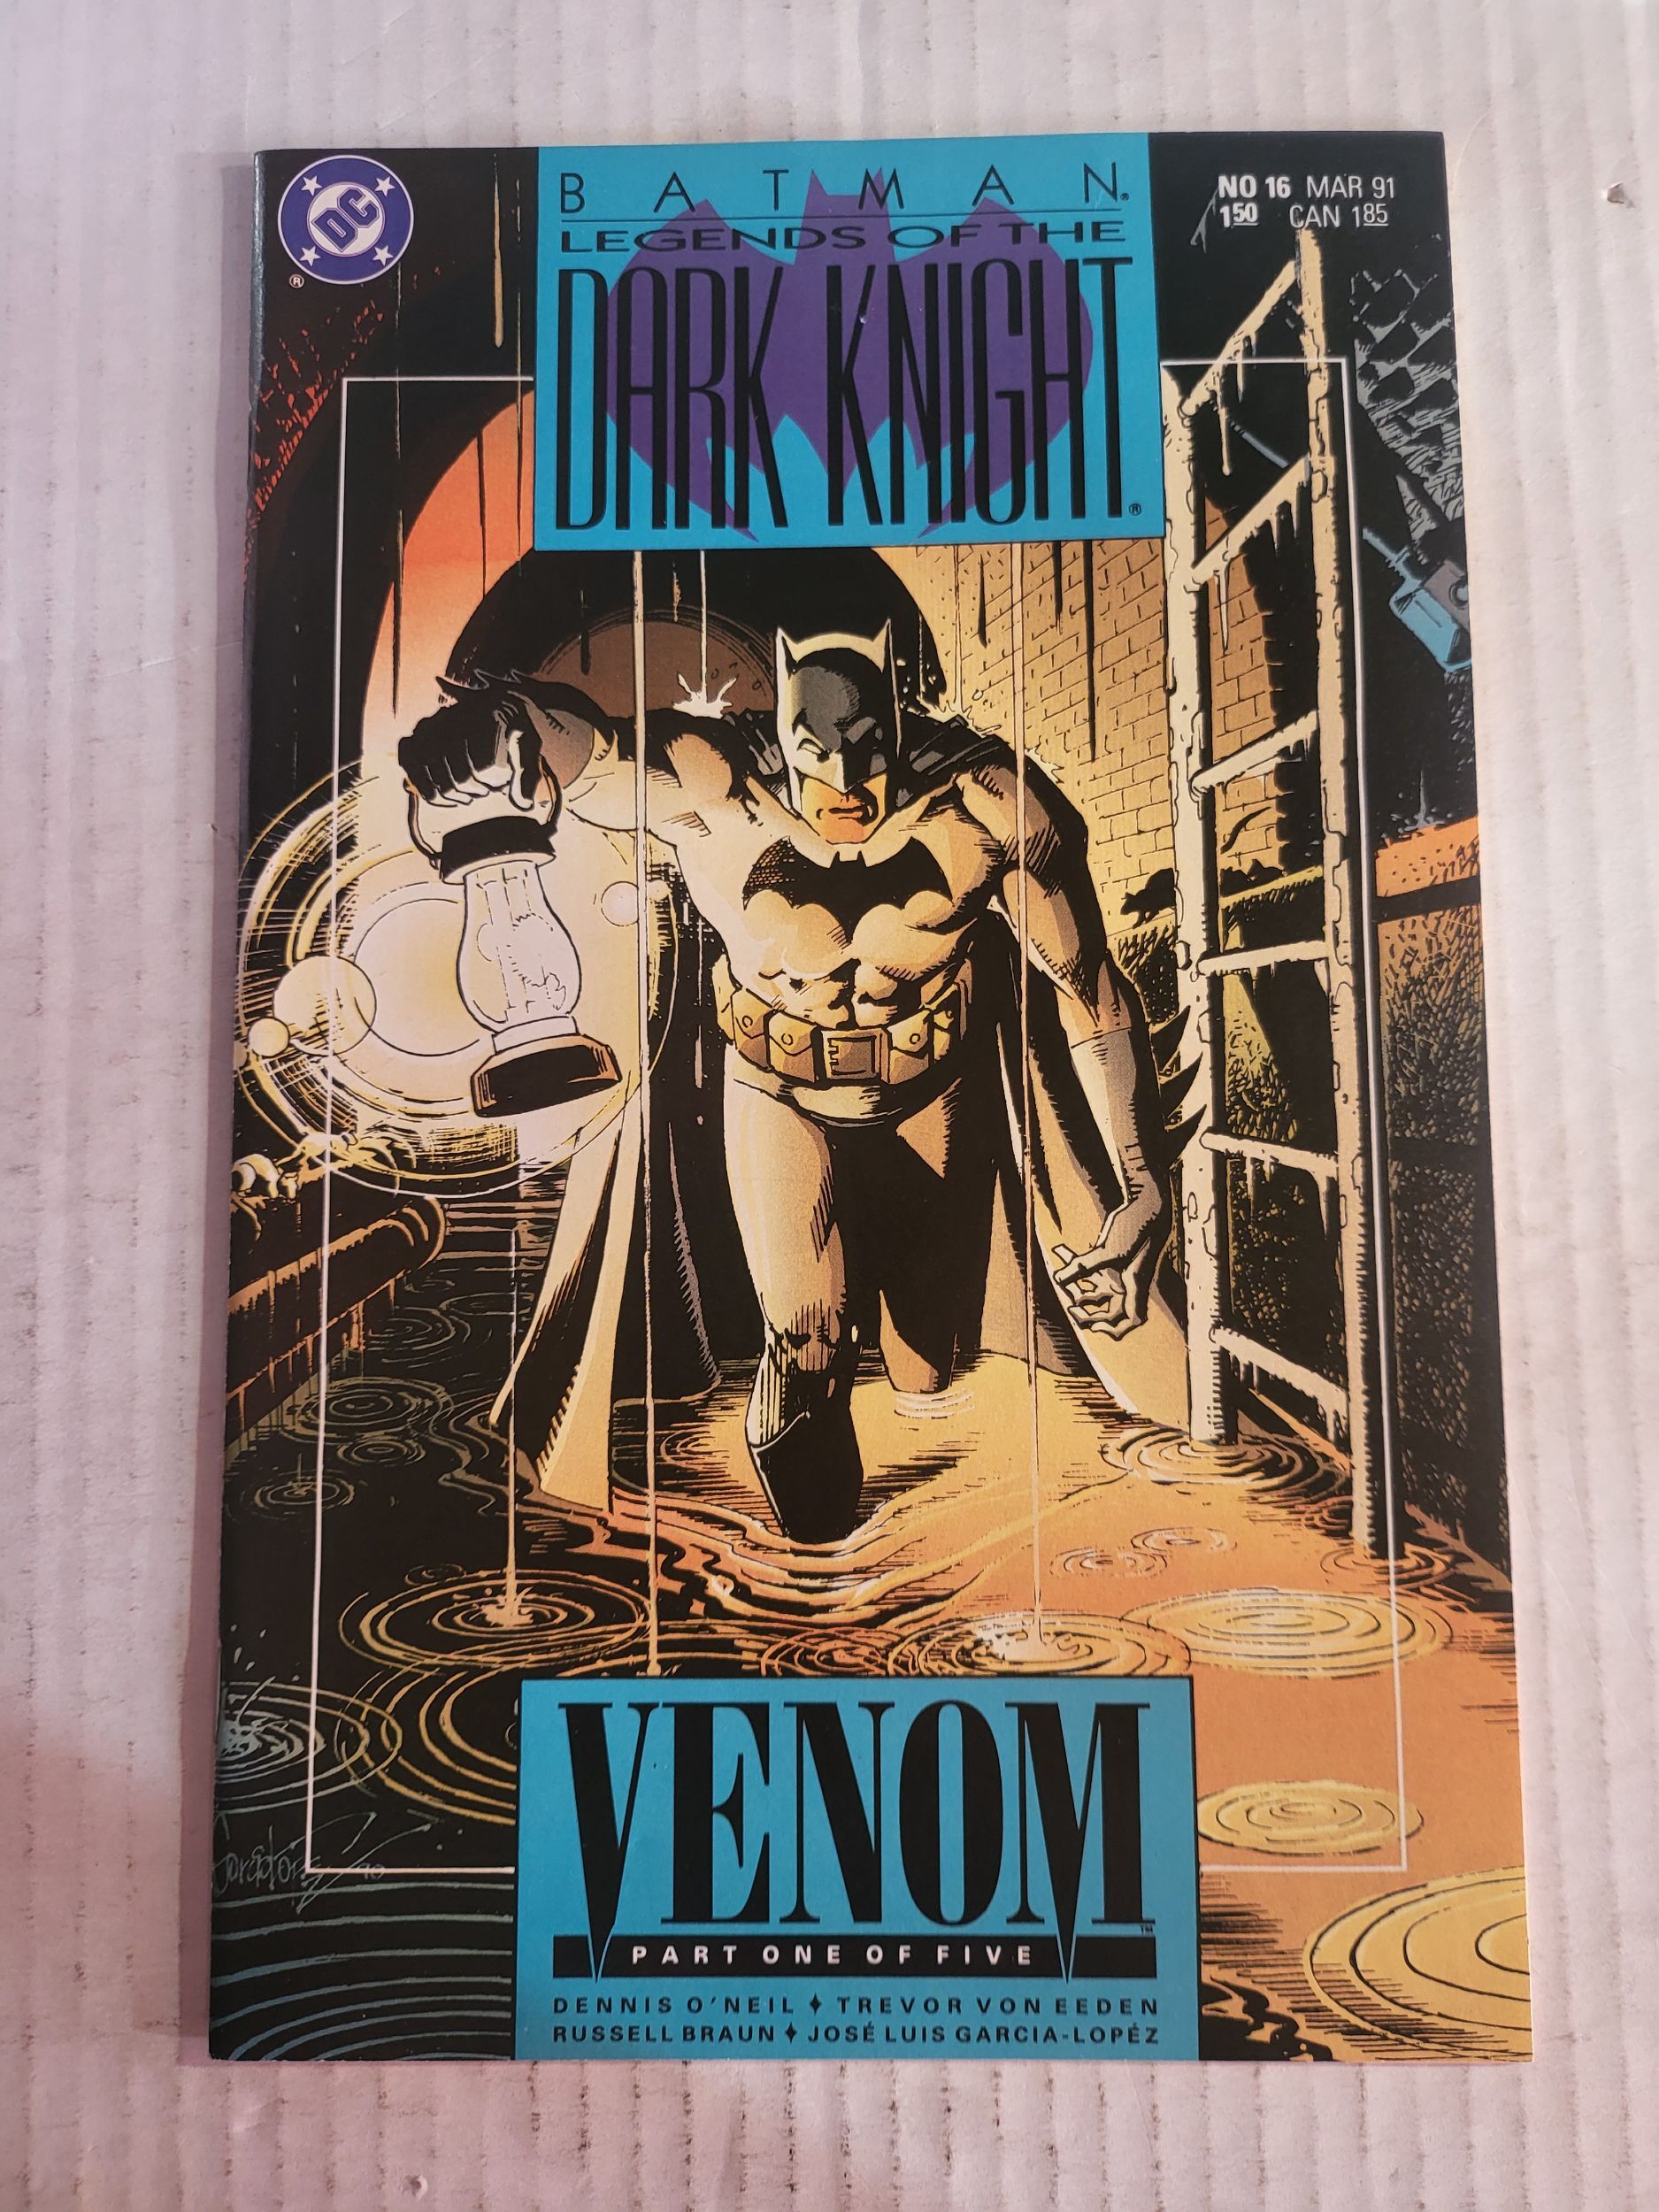 DC
®
BATMAN®
LEGENDS OF THE
DARK KNIGHT®
NO 16 MAR 91
1.50 CAN 1.85
VENOM™
PART ONE OF FIVE
DENNIS O'NEIL ♦ TREVOR VON EEDEN
RUSSELL BRAUN ♦ JOSÉ LUIS GARCIA-LOPÉZ